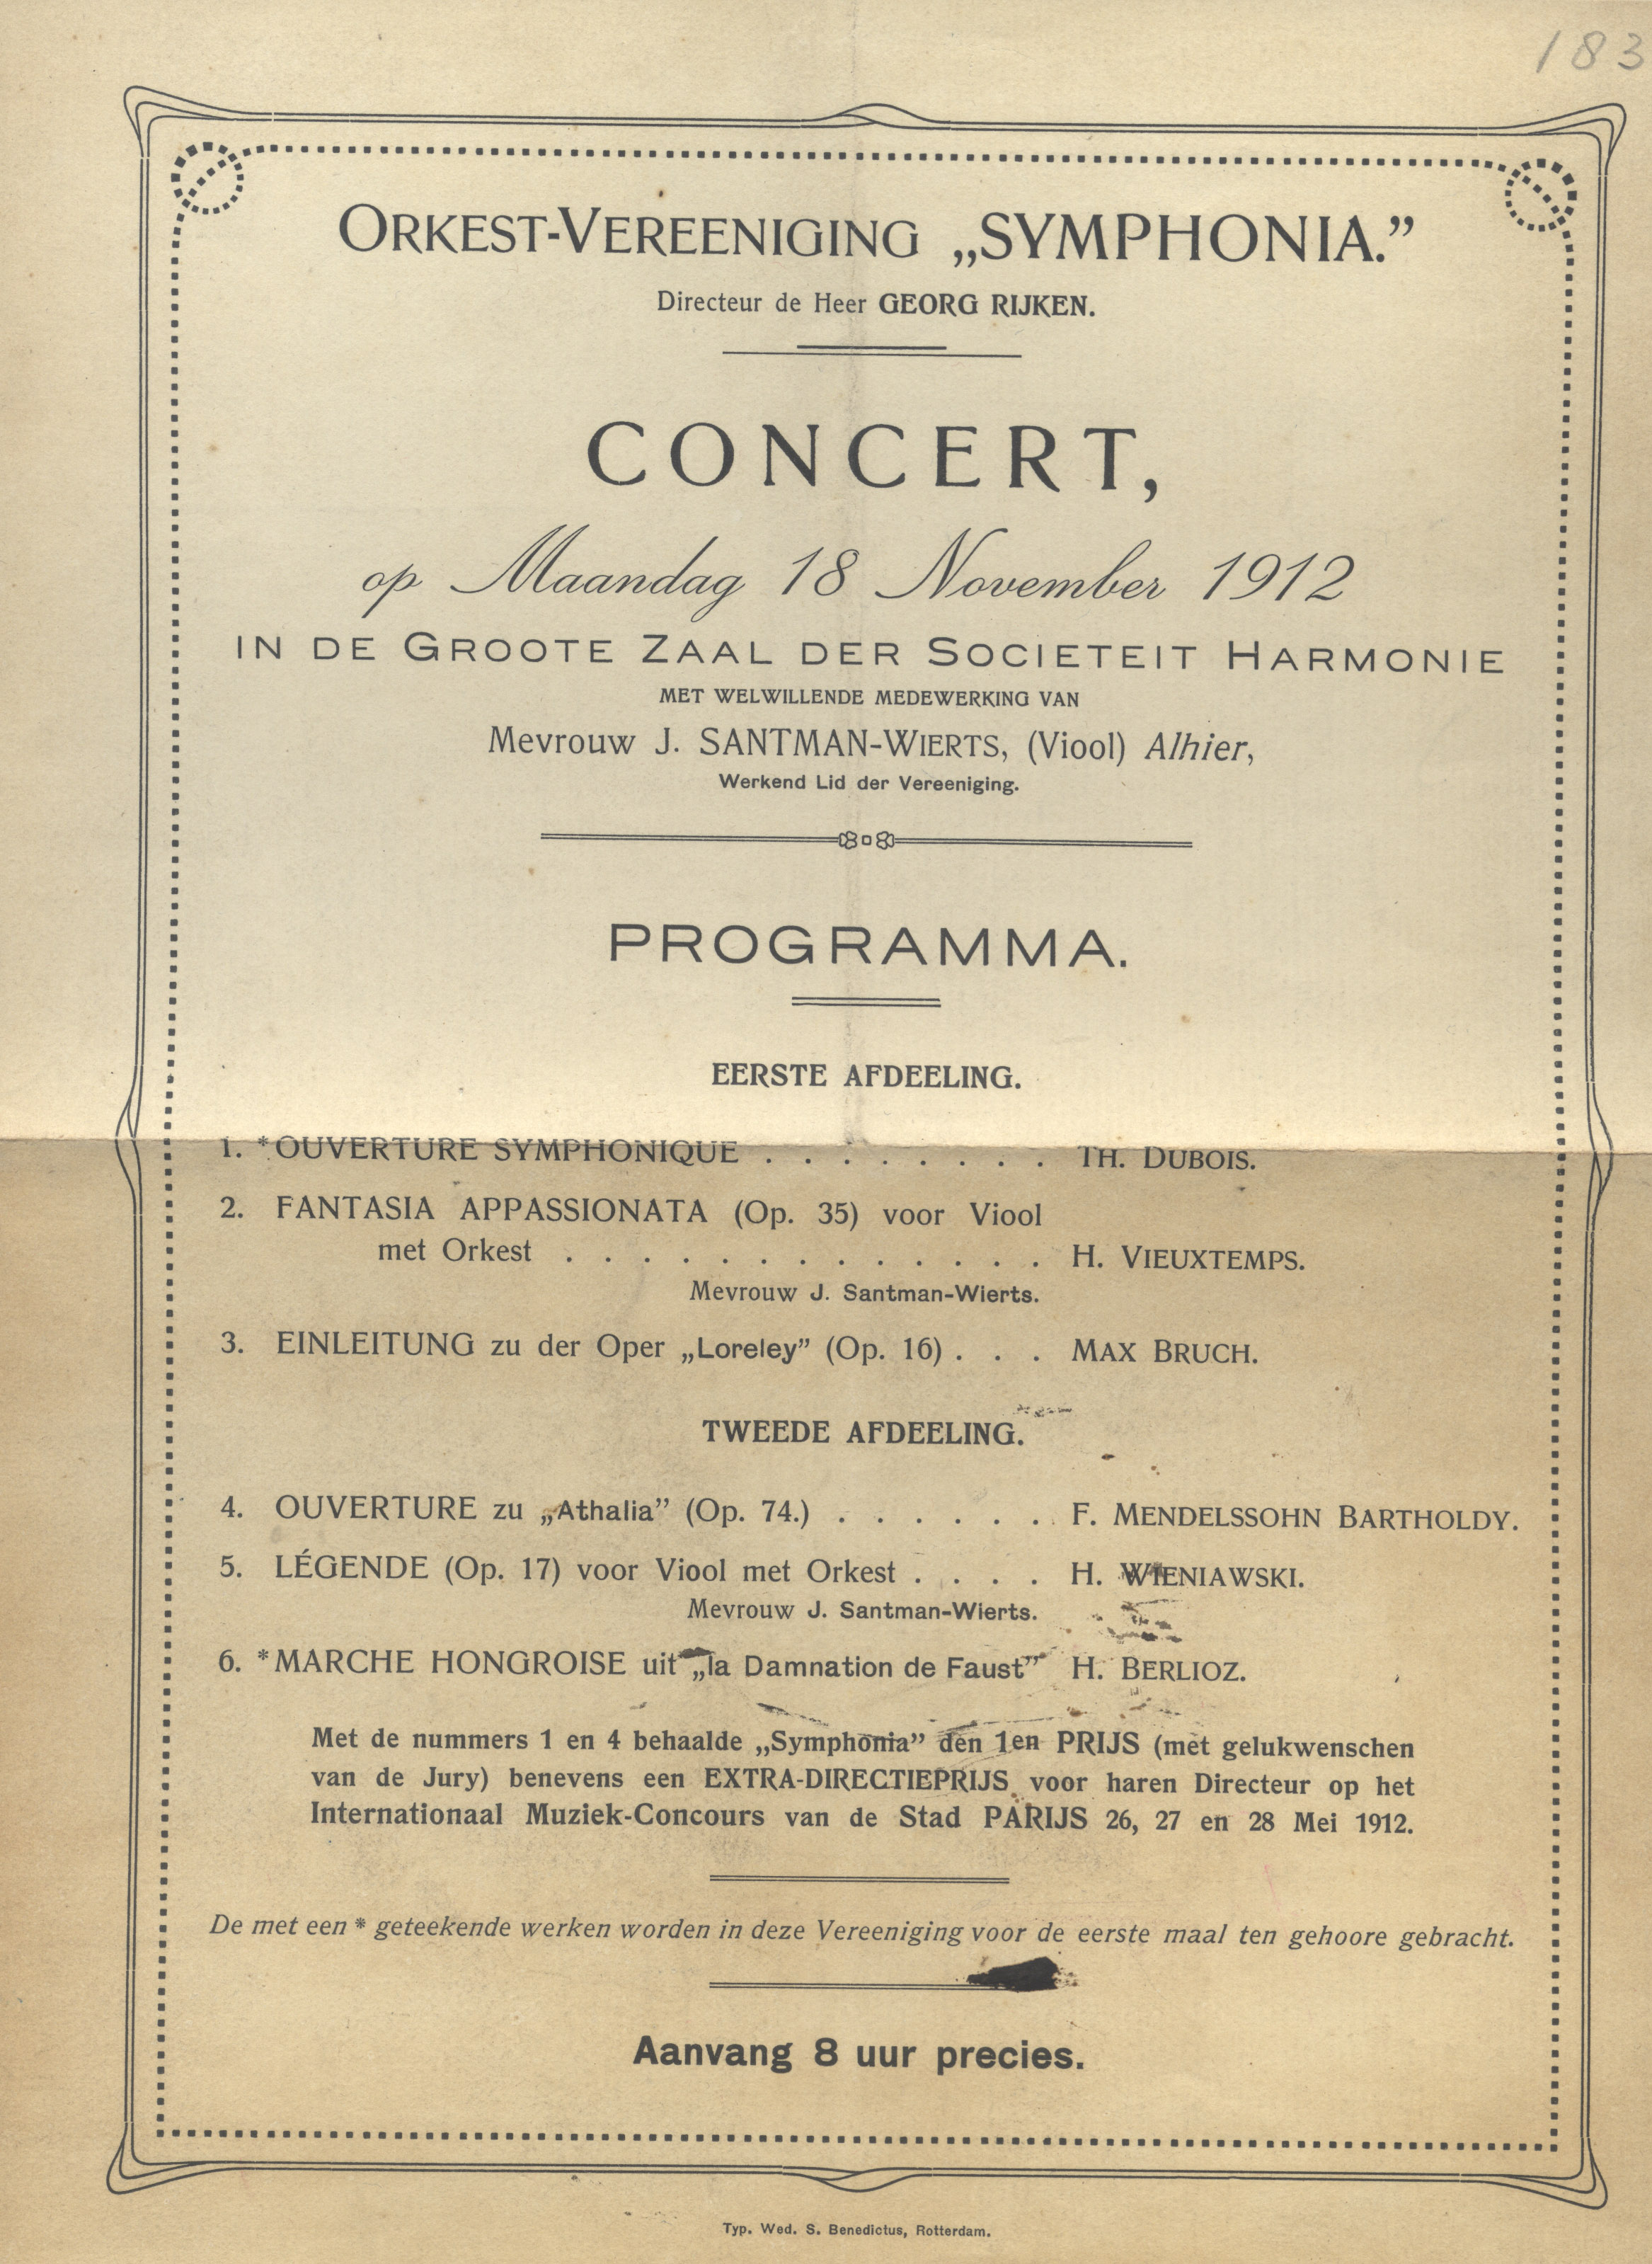 183
ORKEST-VEREENIGING „SYMPHONIA.”
Directeur de Heer GEORG RIJKEN.
CONCERT,
op Maandag 18 November 1912
IN DE GROOTE ZAAL DER SOCIETEIT HARMONIE
MET WELWILLENDE MEDEWERKING VAN
Mevrouw J. SANTMAN-WIERTS, (Viool) Alhier,
Werkend Lid der Vereeniging.
PROGRAMMA.
EERSTE AFDEELING.
1. *OUVERTURE SYMPHONIQUE . . . . . . . . TH. DUBOIS.
2. FANTASIA APPASSIONATA (Op. 35) voor Viool
met Orkest . . . . . . . . . . . . . H. VIEUXTEMPS.
Mevrouw J. Santman-Wierts.
3. EINLEITUNG zu der Oper „Loreley” (Op. 16) . . . MAX BRUCH.
TWEEDE AFDEELING.
4. OUVERTURE zu „Athalia” (Op. 74.) . . . . . . F. MENDELSSOHN BARTHOLDY.
5. LÉGENDE (Op. 17) voor Viool met Orkest . . . . H. WIENIAWSKI.
Mevrouw J. Santman-Wierts.
6. *MARCHE HONGROISE uit „la Damnation de Faust” H. BERLIOZ.
Met de nummers 1 en 4 behaalde „Symphonia” den 1en PRIJS (met gelukwenschen
van de Jury) benevens een EXTRA-DIRECTIEPRIJS voor haren Directeur op het
Internationaal Muziek-Concours van de Stad PARIJS 26, 27 en 28 Mei 1912.
De met een * geteekende werken worden in deze Vereeniging voor de eerste maal ten gehoore gebracht.
Aanvang 8 uur precies.
Typ. Wed. S. Benedictus, Rotterdam.